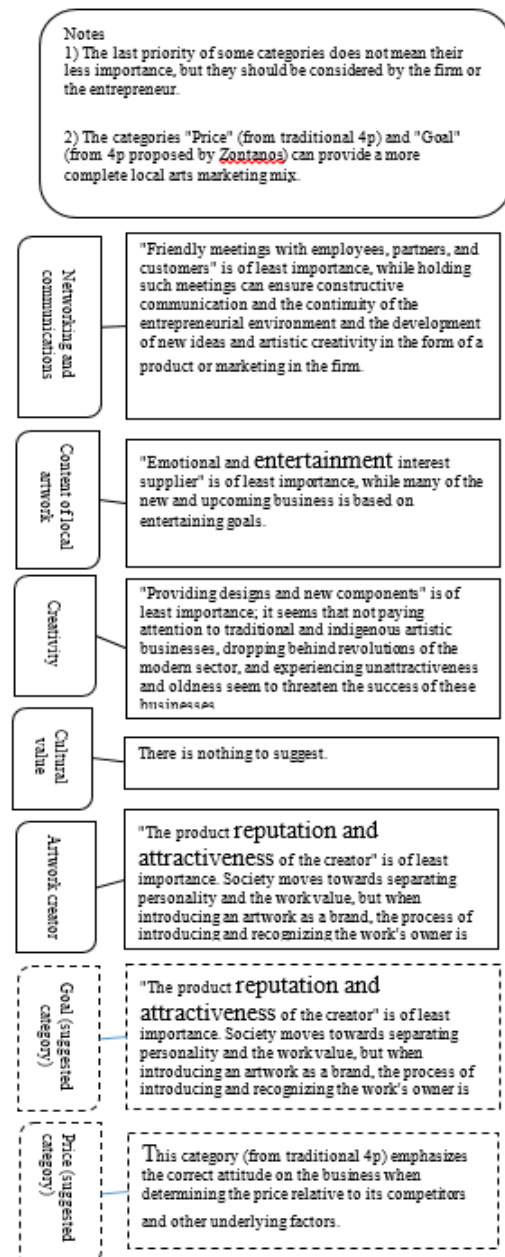 Notes
1) The last priority of some categories does not mean their
less importance, but they should be considered by the firm or
the entrepreneur.
2) The categories "Price" (from traditional 4p) and "Goal"
(from 4p proposed by Zontanos) can provide a more
complete local arts marketing mix.
Networking and
communications
"Friendly meetings with employees, partners, and
customers" is of least importance, while holding
such meetings can ensure constructive
communication and the continuity of the
entrepreneurial environment and the development
of new ideas and artistic creativity in the form of a
product or marketing in the firm.
Content of local
artwork
"Emotional and entertainment interest
supplier" is of least importance, while many of the
new and upcoming business is based on
entertaining goals.
Creativity
"Providing designs and new components" is of
least importance; it seems that not paying
attention to traditional and indigenous artistic
businesses, dropping behind revolutions of the
modern sector, and experiencing unattractiveness
and oldness seem to threaten the success of these
businesses
Cultural
value
There is nothing to suggest.
Artwork creator
"The product reputation and
attractiveness of the creator" is of least
importance. Society moves towards separating
personality and the work value, but when
introducing an artwork as a brand, the process of
introducing and recognizing the work's owner is
Goal (suggested
category)
"The product reputation and
attractiveness of the creator" is of least
importance. Society moves towards separating
personality and the work value, but when
introducing an artwork as a brand, the process of
introducing and recognizing the work's owner is
Price (suggested
category)
This category (from traditional 4p) emphasizes
the correct attitude on the business when
determining the price relative to its competitors
and other underlying factors.